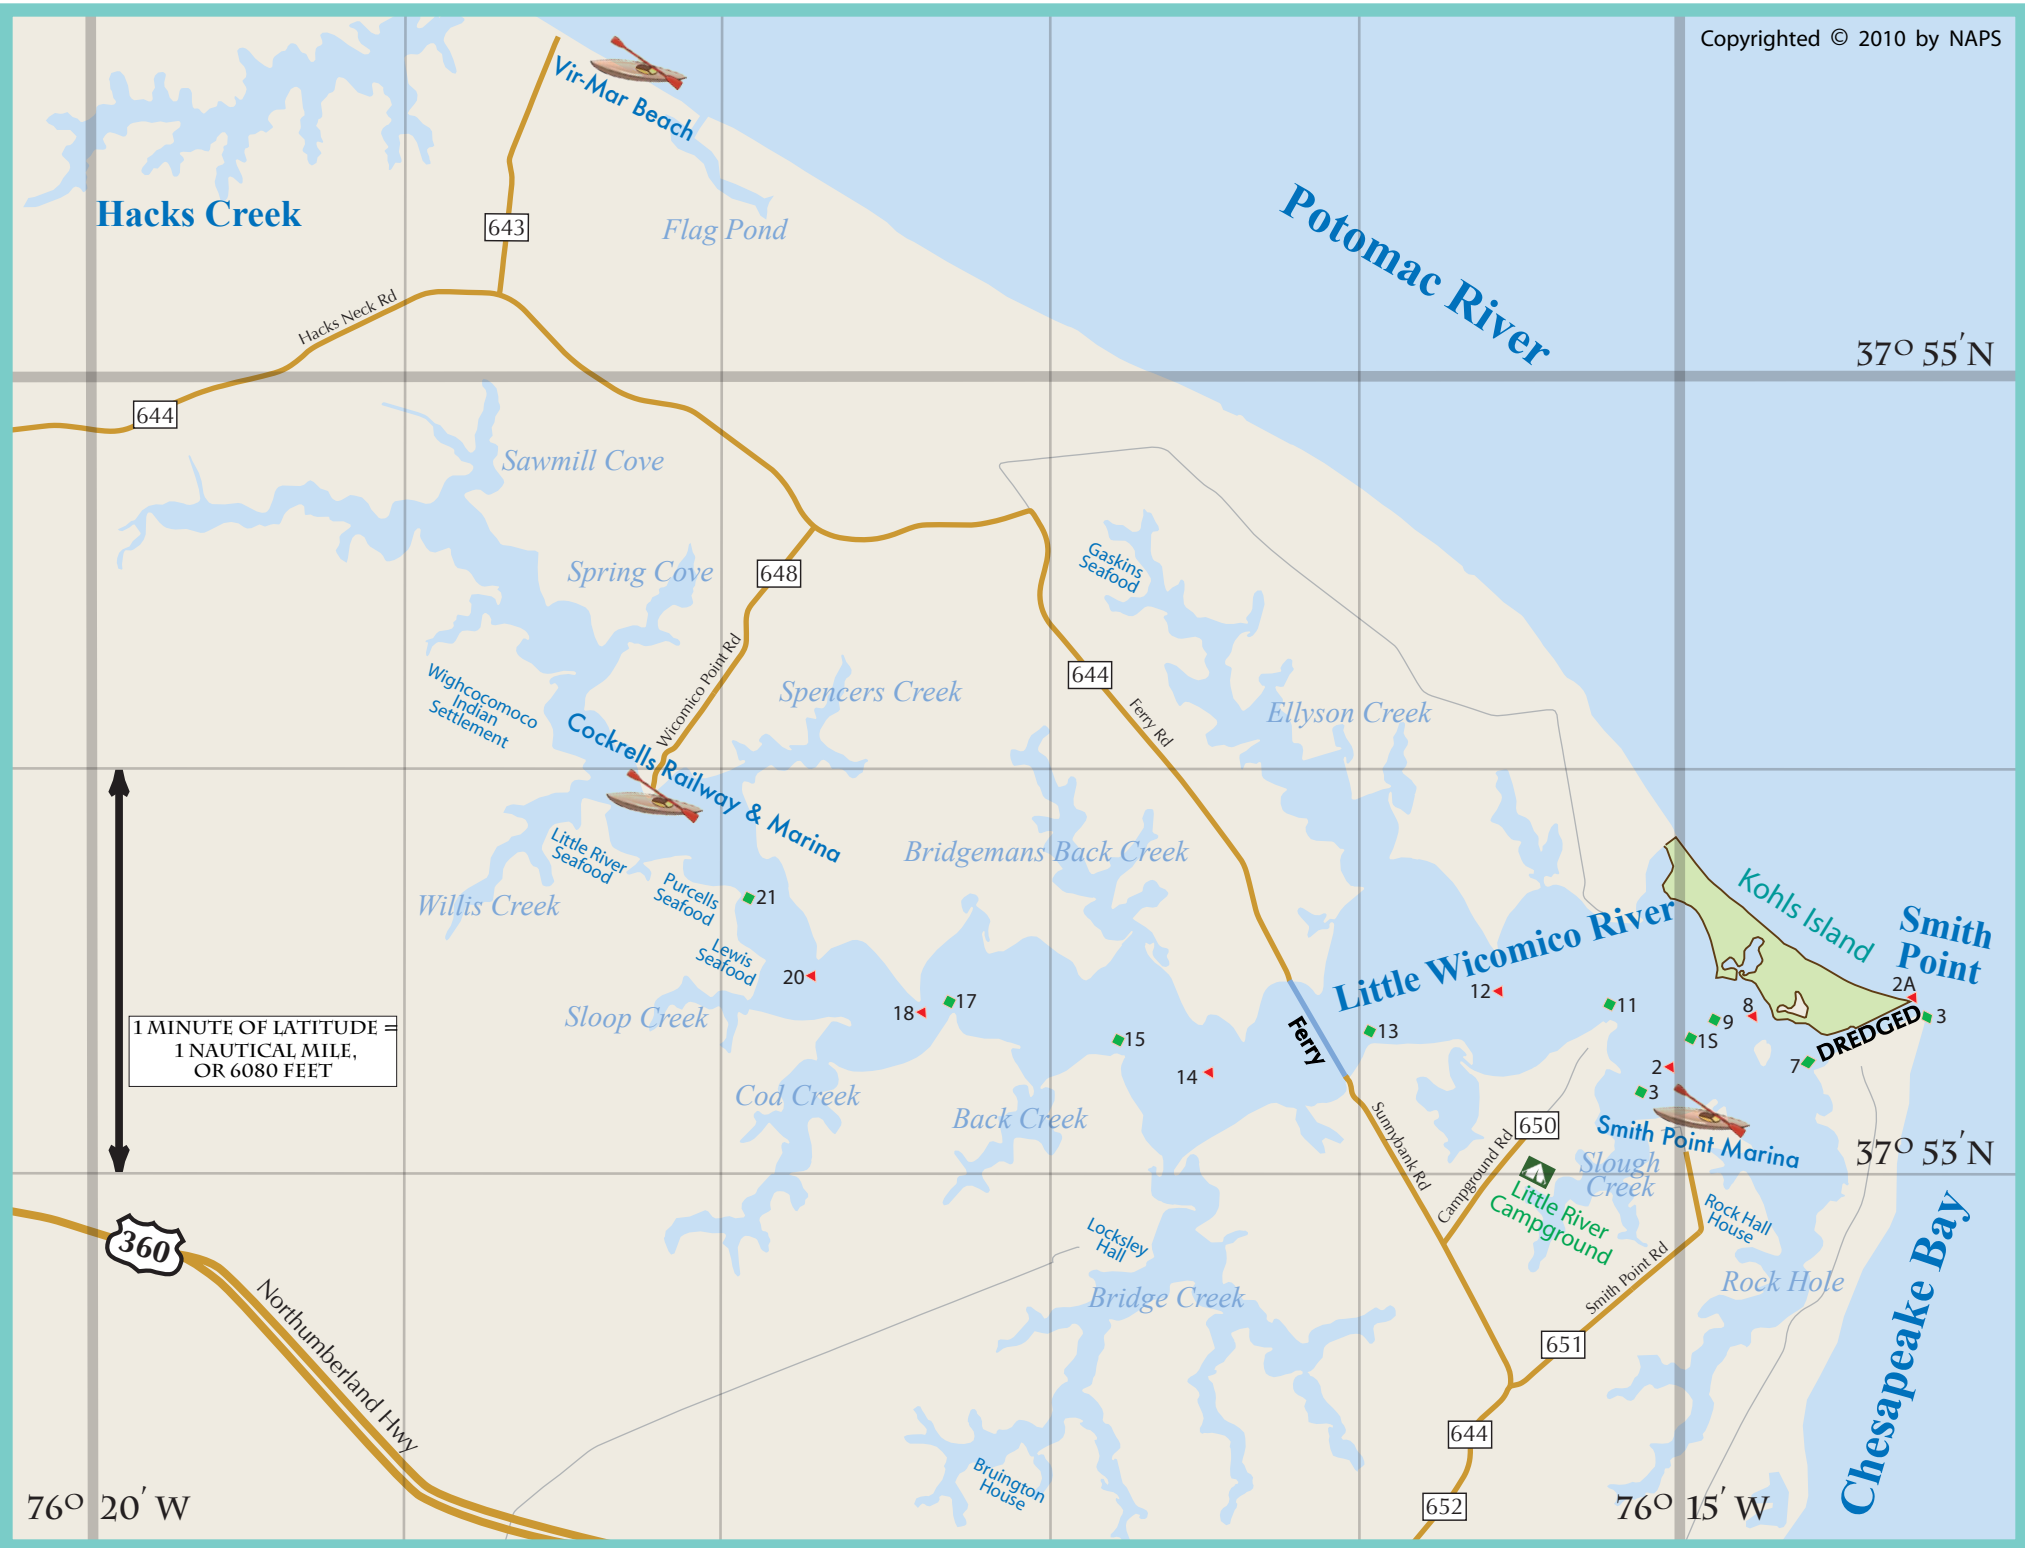 Copyrighted © 2010 by NAPS
Vir-Mar Beach
Hacks Creek
643
Flag Pond
Potomac River
Hacks Neck Rd
37° 55' N
644
Sawmill Cove
Spring Cove
648
Gaskins
Seafood
Wicomico Point Rd
Wighcocomoco
Indian
Settlement
Spencers Creek
644
Ferry Rd
Ellyson Creek
Cockrells Railway & Marina
Little River
Seafood
Bridgemans Back Creek
Willis Creek
Purcells
Seafood
21
Lewis
Seafood
20
18
17
15
14
Sloop Creek
Little Wicomico River
Kohls Island
Smith
Point
2A
3
DREDGED
7
8
9
1S
2
3
11
12
13
Ferry
1 MINUTE OF LATITUDE =
1 NAUTICAL MILE,
OR 6080 FEET
Cod Creek
Back Creek
Sunnybank Rd
650
Campground Rd
Smith Point Marina
37° 53' N
Slough
Creek
Little River
Campground
Rock Hall
House
360
Northumberland Hwy
Locksley
Hall
Bridge Creek
Smith Point Rd
Rock Hole
651
Chesapeake Bay
644
Bruington
House
652
76° 20' W
76° 15' W